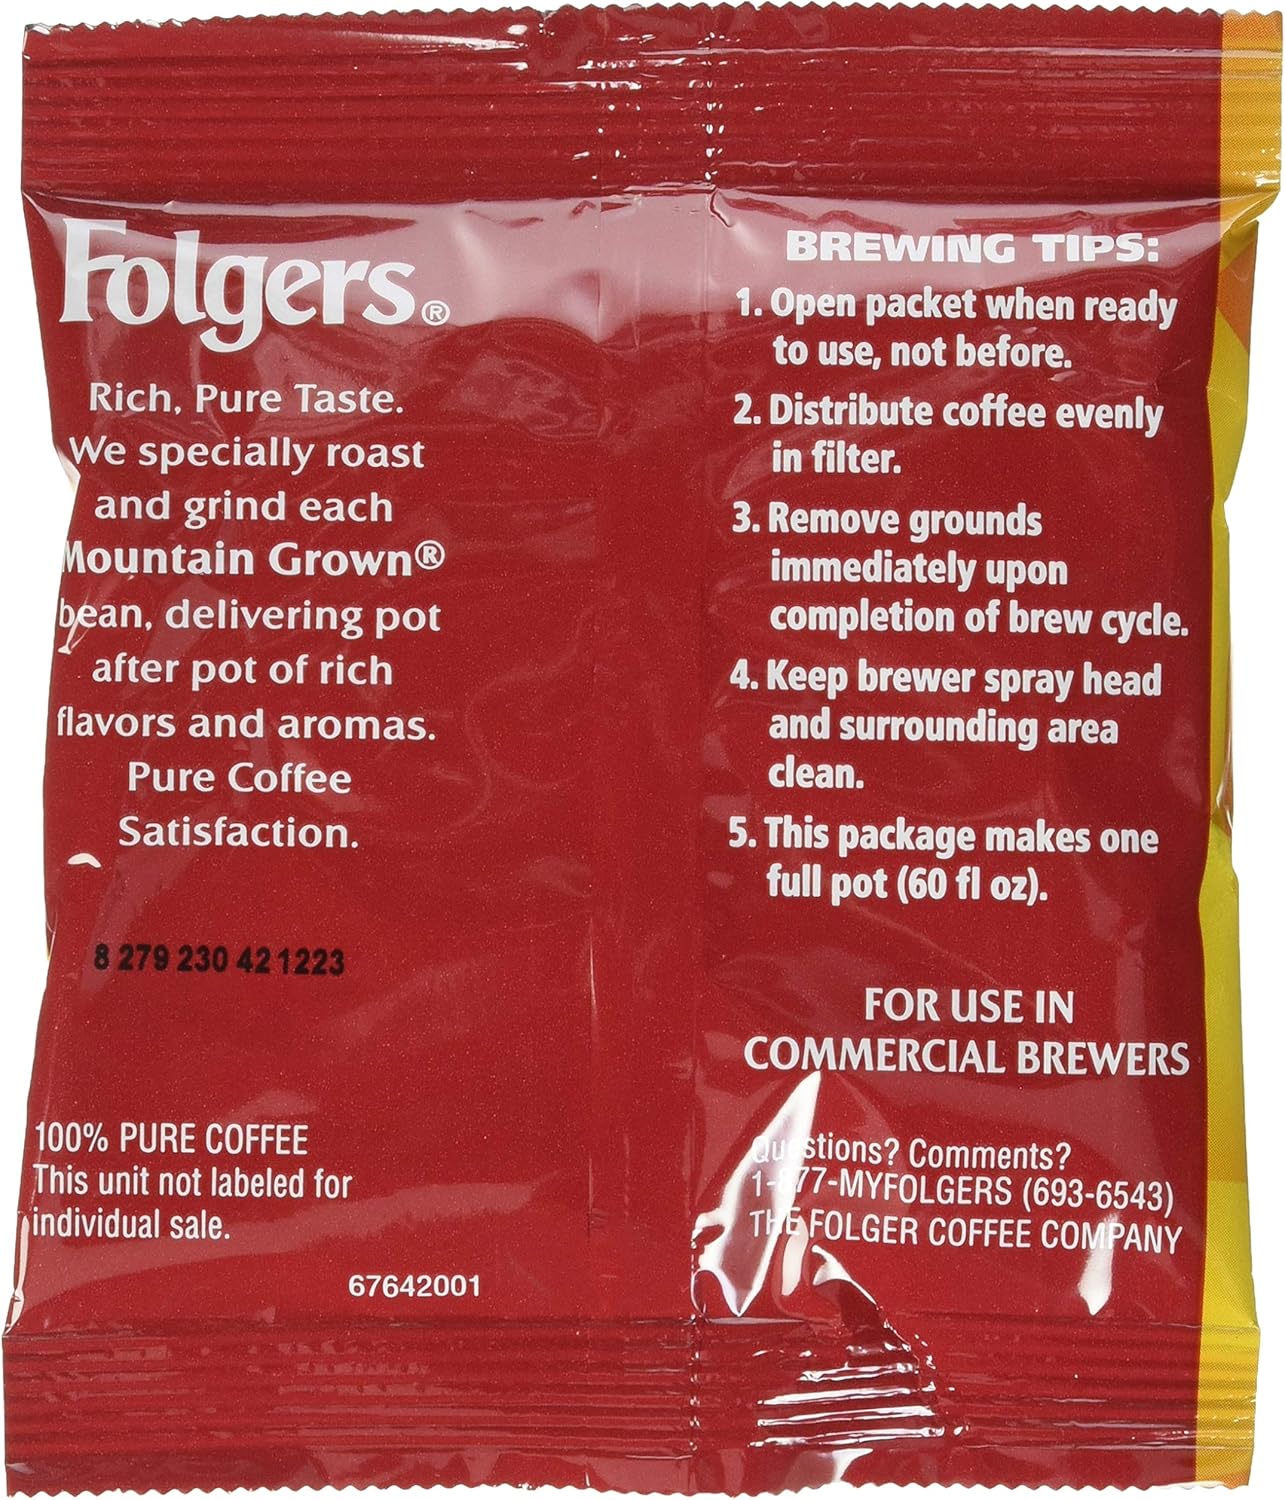 Folgers®
Rich, Pure Taste.
We specially roast
and grind each
Mountain Grown®
bean, delivering pot
after pot of rich
flavors and aromas.
Pure Coffee
Satisfaction.
8 279 230 42 1223
100% PURE COFFEE
This unit not labeled for
individual sale.
67642001
BREWING TIPS:
1. Open packet when ready
to use, not before.
2. Distribute coffee evenly
in filter.
3. Remove grounds
immediately upon
completion of brew cycle.
4. Keep brewer spray head
and surrounding area
clean.
5. This package makes one
full pot (60 fl oz).
FOR USE IN
COMMERCIAL BREWERS
Questions? Comments?
1-877-MYFOLGERS (693-6543)
THE FOLGER COFFEE COMPANY